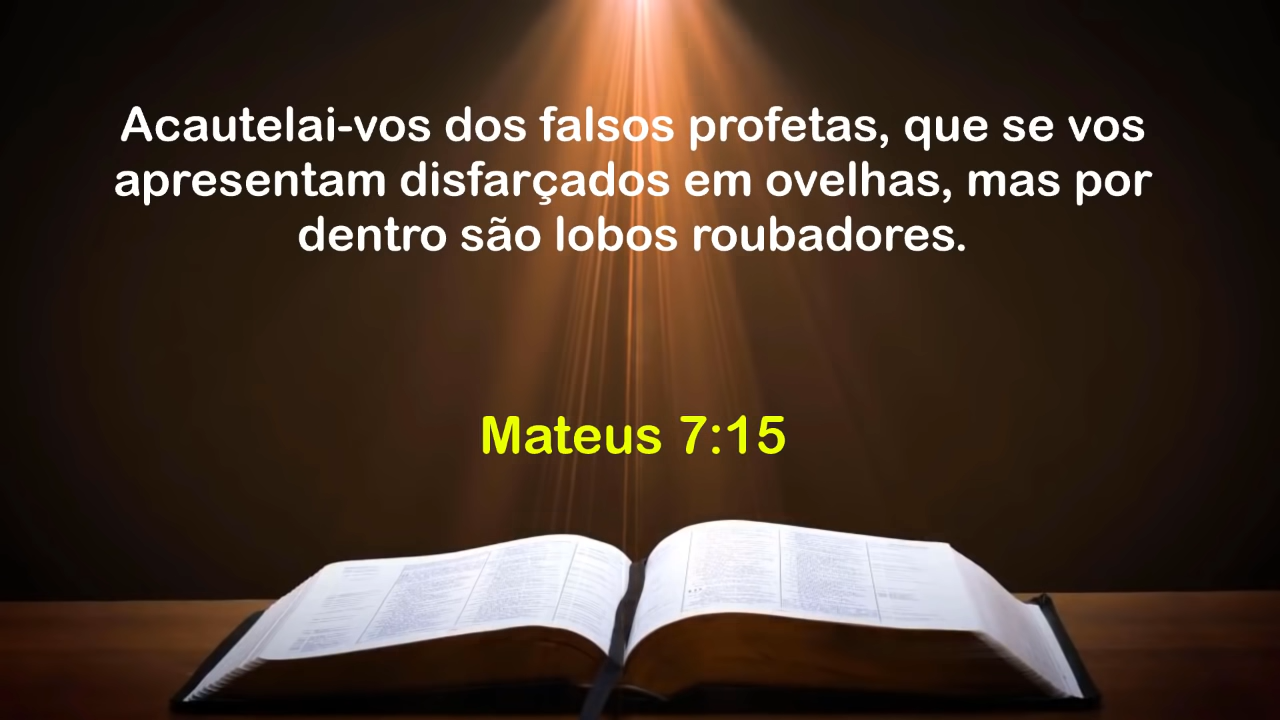 Acautelai-vos dos falsos profetas, que se vos
apresentam disfarçados em ovelhas, mas por
dentro são lobos roubadores.
Mateus 7:15